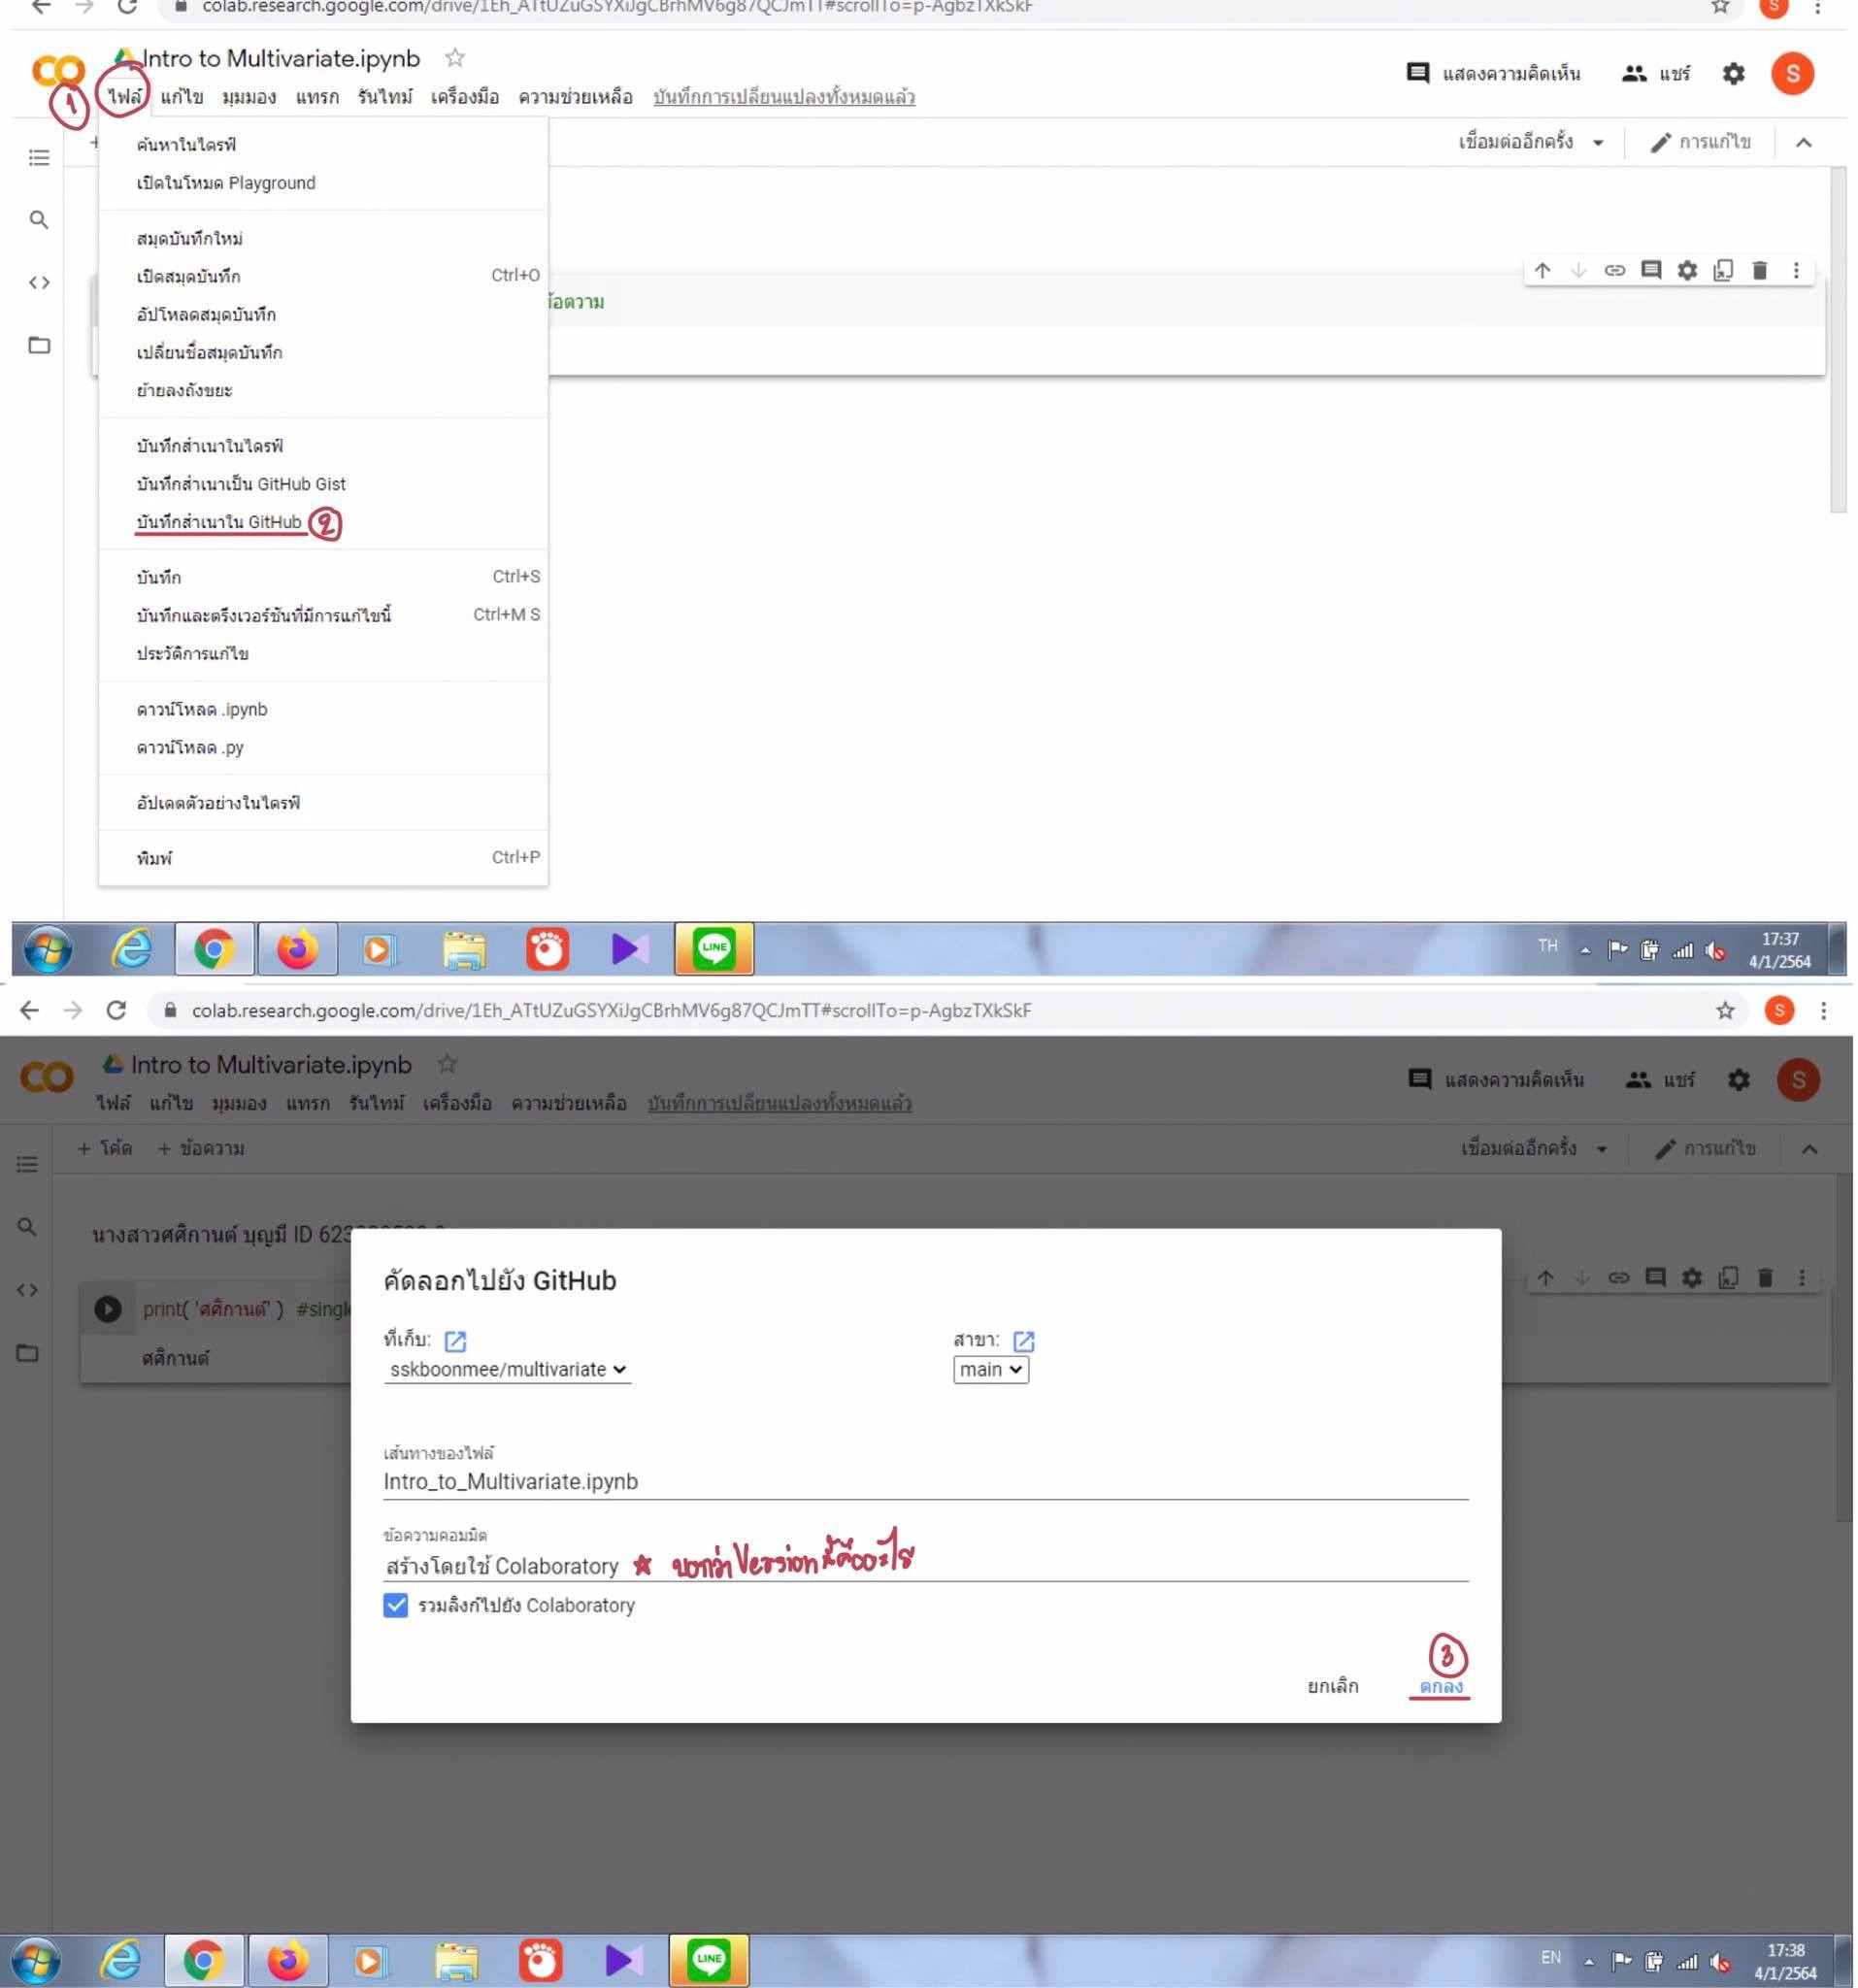 colab.research.google.com/drive/1Eh_ATtUZuGSYXiJgCBrhMV6g87QCJmTT#scrollTo=p-AgbzTXkSkF
S
Intro to Multivariate.ipynb
ไฟล์ แก้ไข มุมมอง แทรก รันไทม์ เครื่องมือ ความช่วยเหลือ บันทึกการเปลี่ยนแปลงทั้งหมดแล้ว
แสดงความคิดเห็น แชร์ S
1
เชื่อมต่ออีกครั้ง การแก้ไข
ค้นหาในไดรฟ์
เปิดในโหมด Playground
สมุดบันทึกใหม่
เปิดสมุดบันทึก Ctrl+O
อัปโหลดสมุดบันทึก
เปลี่ยนชื่อสมุดบันทึก
ย้ายลงถังขยะ
บันทึกสำเนาในไดรฟ์
บันทึกสำเนาเป็น GitHub Gist
บันทึกสำเนาใน GitHub 2
บันทึก Ctrl+S
บันทึกและตรึงเวอร์ชันที่มีการแก้ไขนี้ Ctrl+M S
ประวัติการแก้ไข
ดาวน์โหลด .ipynb
ดาวน์โหลด .py
อัปเดตตัวอย่างในไดรฟ์
พิมพ์ Ctrl+P
LINE
TH
17:37
4/1/2564
colab.research.google.com/drive/1Eh_ATtUZuGSYXiJgCBrhMV6g87QCJmTT#scrollTo=p-AgbzTXkSkF
S
Intro to Multivariate.ipynb
ไฟล์ แก้ไข มุมมอง แทรก รันไทม์ เครื่องมือ ความช่วยเหลือ บันทึกการเปลี่ยนแปลงทั้งหมดแล้ว
แสดงความคิดเห็น แชร์ S
+ โค้ด + ข้อความ
เชื่อมต่ออีกครั้ง การแก้ไข
นางสาวศศิกานต์ บุญมี ID 623
print( 'ศศิกานต์' ) #single
ศศิกานต์
คัดลอกไปยัง GitHub
ที่เก็บ: สาขา:
sskboonmee/multivariate main
เส้นทางของไฟล์
Intro_to_Multivariate.ipynb
ข้อความคอมมิต
สร้างโดยใช้ Colaboratory ★ บอกว่าVersionนี้คืออะไร
รวมลิงก์ไปยัง Colaboratory
3
ยกเลิก ตกลง
LINE
EN
17:38
4/1/2564